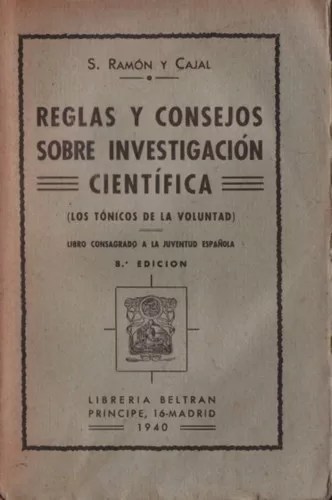 S. RAMÓN Y CAJAL
REGLAS Y CONSEJOS
SOBRE INVESTIGACIÓN
CIENTÍFICA
(LOS TÓNICOS DE LA VOLUNTAD)
LIBRO CONSAGRADO A LA JUVENTUD ESPAÑOLA
8.ª EDICION
LIBRERIA BELTRAN
PRINCIPE, 16-MADRID
1940